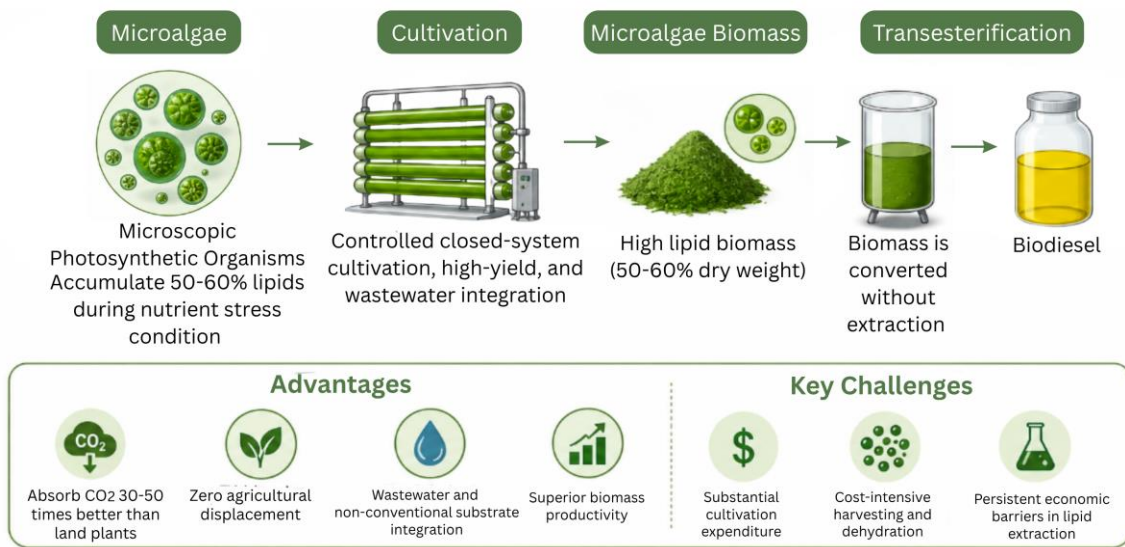 Microalgae
Cultivation
Microalgae Biomass
Transesterification
Microscopic
Photosynthetic Organisms
Accumulate 50-60% lipids
during nutrient stress
condition
Controlled closed-system
cultivation, high-yield, and
wastewater integration
High lipid biomass
(50-60% dry weight)
Biomass is
converted
without
extraction
Biodiesel
Advantages
CO2
Absorb CO2 30-50
times better than
land plants
Zero agricultural
displacement
Wastewater and
non-conventional substrate
integration
Superior biomass
productivity
Key Challenges
$
Substantial
cultivation
expenditure
Cost-intensive
harvesting and
dehydration
Persistent economic
barriers in lipid
extraction